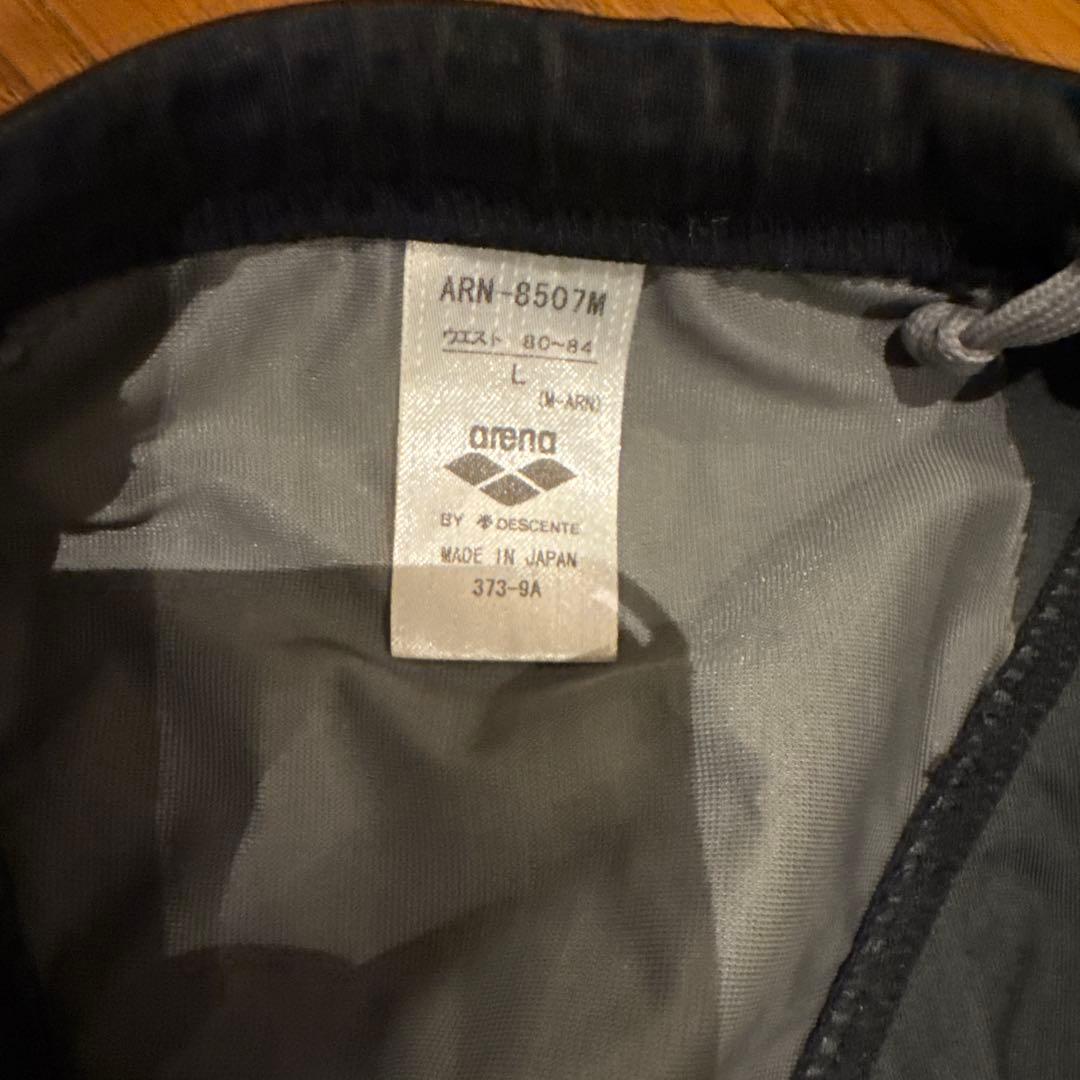 ARN-8507M
ウエスト 80~84
L
(M-ARN)
arena
BY DESCENTE
MADE IN JAPAN
373-9A